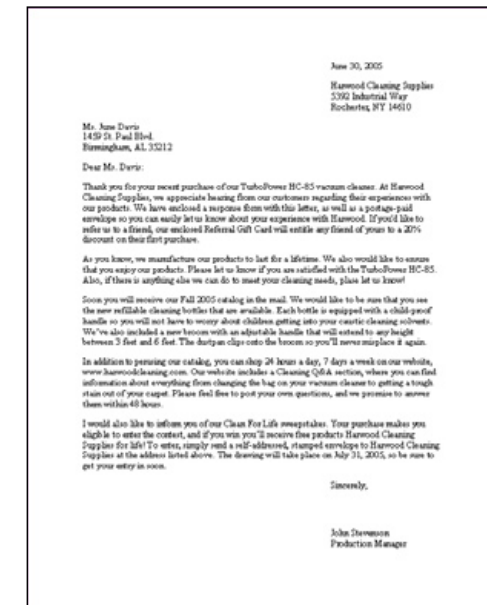 June 30, 2005
Harwood Cleaning Supplies
5392 Industrial Way
Rochester, NY 14610
Ms. June Davis
1459 St. Paul Blvd.
Birmingham, AL 35212
Dear Ms. Davis:
Thank you for your recent purchase of our TurboPower HC-85 vacuum cleaner. At Harwood
Cleaning Supplies, we appreciate hearing from our customers regarding their experiences with
our products. We have enclosed a response form with this letter, as well as a postage-paid
envelope so you can easily let us know about your experience with Harwood. If you'd like to
refer us to a friend, our enclosed Referral Gift Card will entitle any friend of yours to a 20%
discount on their first purchase.
As you know, we manufacture our products to last for a lifetime. We also would like to ensure
that you enjoy our products. Please let us know if you are satisfied with the TurboPower HC-85.
Also, if there is anything else we can do to meet your cleaning needs, please let us know!
Soon you will receive our Fall 2005 catalog in the mail. We would like to be sure that you see
the new refillable cleaning bottles that are available. Each bottle is equipped with a child-proof
handle so you will not have to worry about children getting into your caustic cleaning solvents.
We've also included a new broom with an adjustable handle that will extend to any height
between 3 feet and 6 feet. The dustpan clips onto the broom so you'll never misplace it again.
In addition to perusing our catalog, you can shop 24 hours a day, 7 days a week on our website,
www.harwoodcleaning.com. Our website includes a Cleaning Q&A section, where you can find
information about everything from changing the bag on your vacuum cleaner to getting a tough
stain out of your carpet. Please feel free to post your own questions, and we promise to answer
them within 48 hours.
I would also like to inform you of our Clean For Life sweepstakes. Your purchase makes you
eligible to enter the contest, and if you win you'll receive free products Harwood Cleaning
Supplies for life! To enter, simply send a self-addressed, stamped envelope to Harwood Cleaning
Supplies at the address listed above. The drawing will take place on July 31, 2005, so be sure to
get your entry in soon.
Sincerely,
John Stevenson
Production Manager